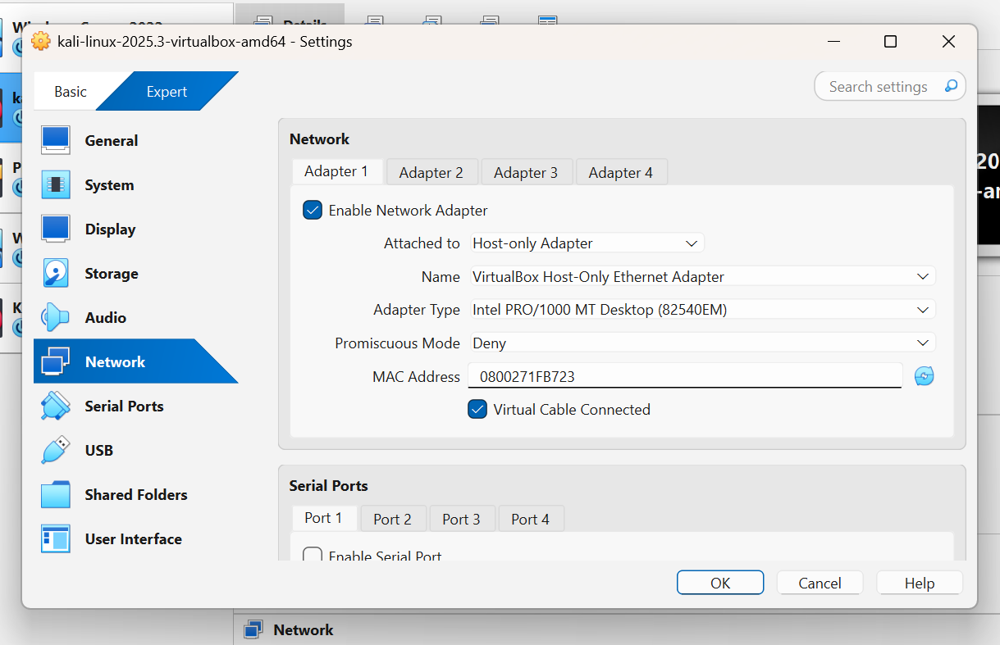 Details
kali-linux-2025.3-virtualbox-amd64 - Settings
Basic
Expert
Search settings
General
System
Display
Storage
Audio
Network
Serial Ports
USB
Shared Folders
User Interface
Network
Adapter 1
Adapter 2
Adapter 3
Adapter 4
Enable Network Adapter
Attached to
Host-only Adapter
Name
VirtualBox Host-Only Ethernet Adapter
Adapter Type
Intel PRO/1000 MT Desktop (82540EM)
Promiscuous Mode
Deny
MAC Address
0800271FB723
Virtual Cable Connected
Serial Ports
Port 1
Port 2
Port 3
Port 4
Enable Serial Port
OK
Cancel
Help
Network